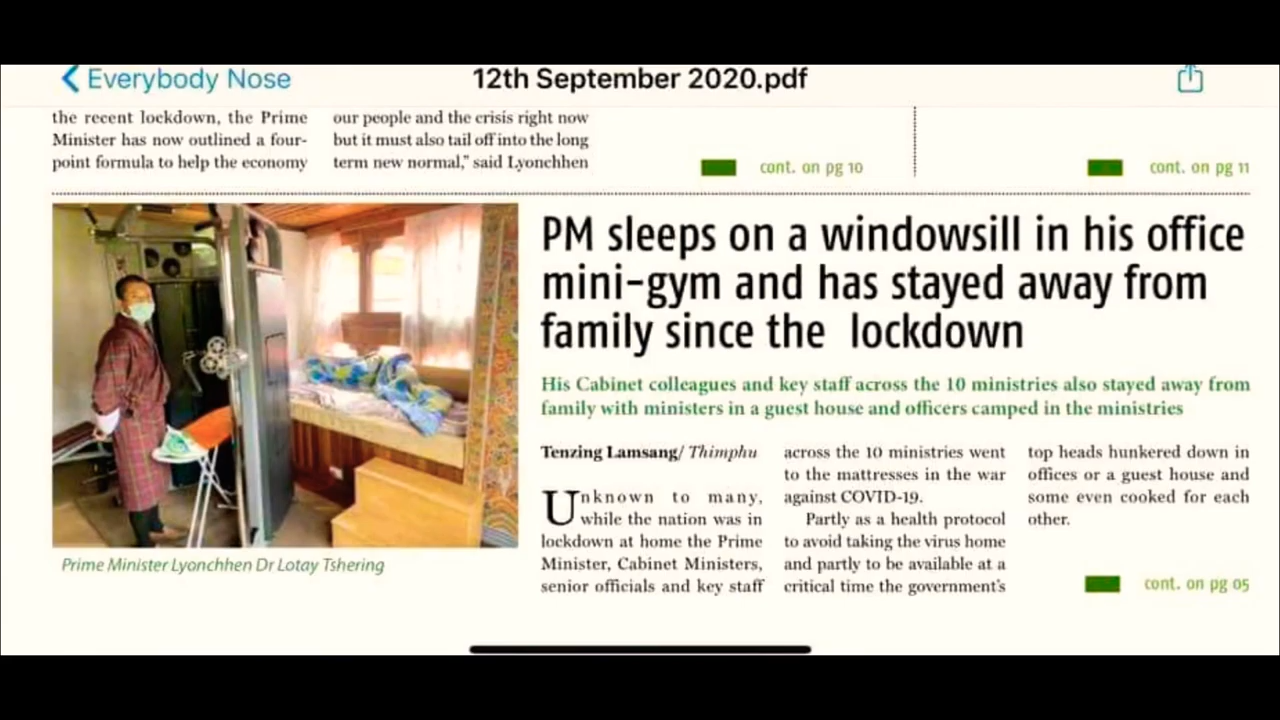 Everybody Nose
12th September 2020.pdf
the recent lockdown, the Prime
Minister has now outlined a four-
point formula to help the economy
our people and the crisis right now
but it must also tail off into the long
term new normal," said Lyonchhen
cont. on pg 10
cont. on pg 11
PM sleeps on a windowsill in his office
mini-gym and has stayed away from
family since the lockdown
His Cabinet colleagues and key staff across the 10 ministries also stayed away from
family with ministers in a guest house and officers camped in the ministries
Prime Minister Lyonchhen Dr Lotay Tshering
Tenzing Lamsang/ Thimphu
Unknown to many,
while the nation was in
lockdown at home the Prime
Minister, Cabinet Ministers,
senior officials and key staff
across the 10 ministries went
to the mattresses in the war
against COVID-19.
Partly as a health protocol
to avoid taking the virus home
and partly to be available at a
critical time the government's
top heads hunkered down in
offices or a guest house and
some even cooked for each
other.
cont. on pg 05